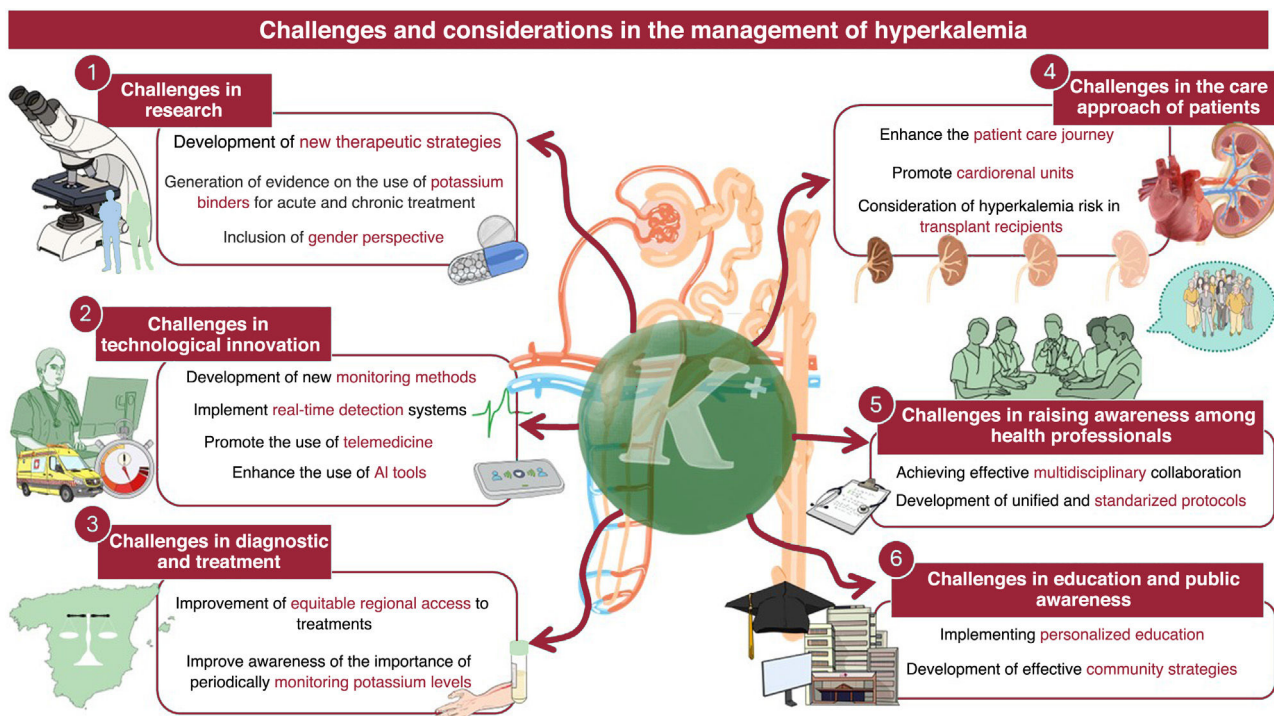 Challenges and considerations in the management of hyperkalemia
1
Challenges in
research
Development of new therapeutic strategies
Generation of evidence on the use of potassium
binders for acute and chronic treatment
Inclusion of gender perspective
2
Challenges in
technological innovation
Development of new monitoring methods
Implement real-time detection systems
Promote the use of telemedicine
Enhance the use of AI tools
3
Challenges in diagnostic
and treatment
Improvement of equitable regional access to
treatments
Improve awareness of the importance of
periodically monitoring potassium levels
K+
4
Challenges in the care
approach of patients
Enhance the patient care journey
Promote cardiorenal units
Consideration of hyperkalemia risk in
transplant recipients
5
Challenges in raising awareness among
health professionals
Achieving effective multidisciplinary collaboration
Development of unified and standarized protocols
6
Challenges in education and public
awareness
Implementing personalized education
Development of effective community strategies